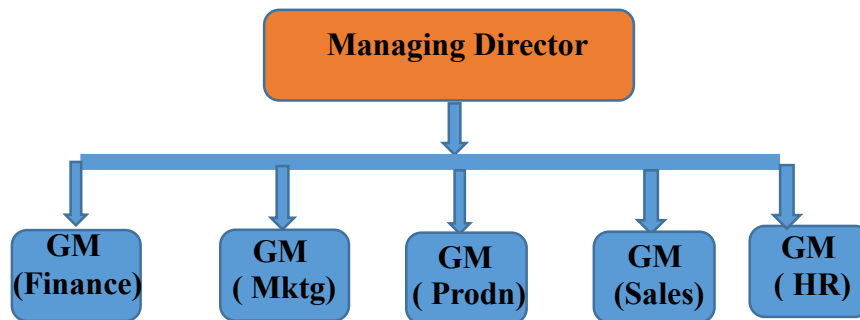 Managing Director
GM
(Finance)
GM
( Mktg)
GM
( Prodn)
GM
(Sales)
GM
( HR)